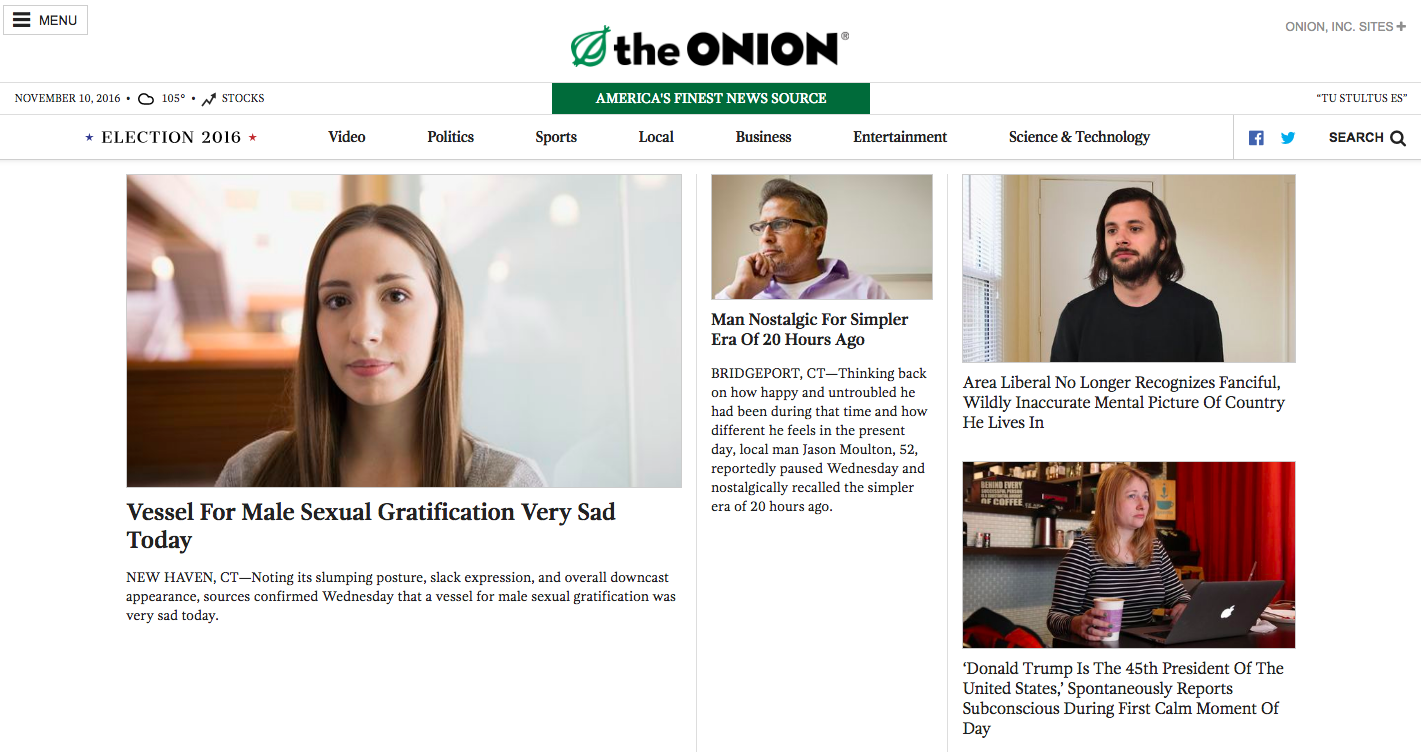 MENU
the ONION®
ONION, INC. SITES +
NOVEMBER 10, 2016 • 105° • STOCKS
AMERICA'S FINEST NEWS SOURCE
“TU STULTUS ES”
★ ELECTION 2016 ★
Video
Politics
Sports
Local
Business
Entertainment
Science & Technology
SEARCH
Vessel For Male Sexual Gratification Very Sad
Today
NEW HAVEN, CT—Noting its slumping posture, slack expression, and overall downcast
appearance, sources confirmed Wednesday that a vessel for male sexual gratification was
very sad today.
Man Nostalgic For Simpler
Era Of 20 Hours Ago
BRIDGEPORT, CT—Thinking back
on how happy and untroubled he
had been during that time and how
different he feels in the present
day, local man Jason Moulton, 52,
reportedly paused Wednesday and
nostalgically recalled the simpler
era of 20 hours ago.
Area Liberal No Longer Recognizes Fanciful,
Wildly Inaccurate Mental Picture Of Country
He Lives In
BEHIND EVERY
SUCCESSFUL PERSON
IS A SUBSTANTIAL AMOUNT
OF COFFEE
‘Donald Trump Is The 45th President Of The
United States,’ Spontaneously Reports
Subconscious During First Calm Moment Of
Day